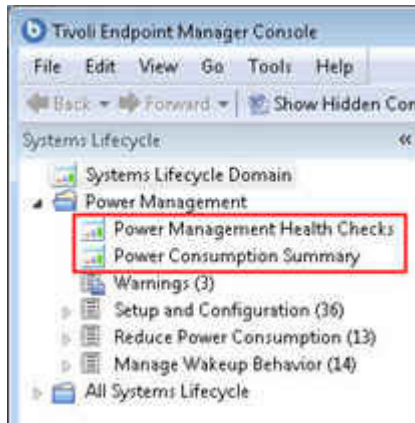 Tivoli Endpoint Manager Console
File Edit View Go Tools Help
Back Forward Show Hidden Con
Systems Lifecycle «
Systems Lifecycle Domain
Power Management
Power Management Health Checks
Power Consumption Summary
Warnings (3)
Setup and Configuration (36)
Reduce Power Consumption (13)
Manage Wakeup Behavior (14)
All Systems Lifecycle